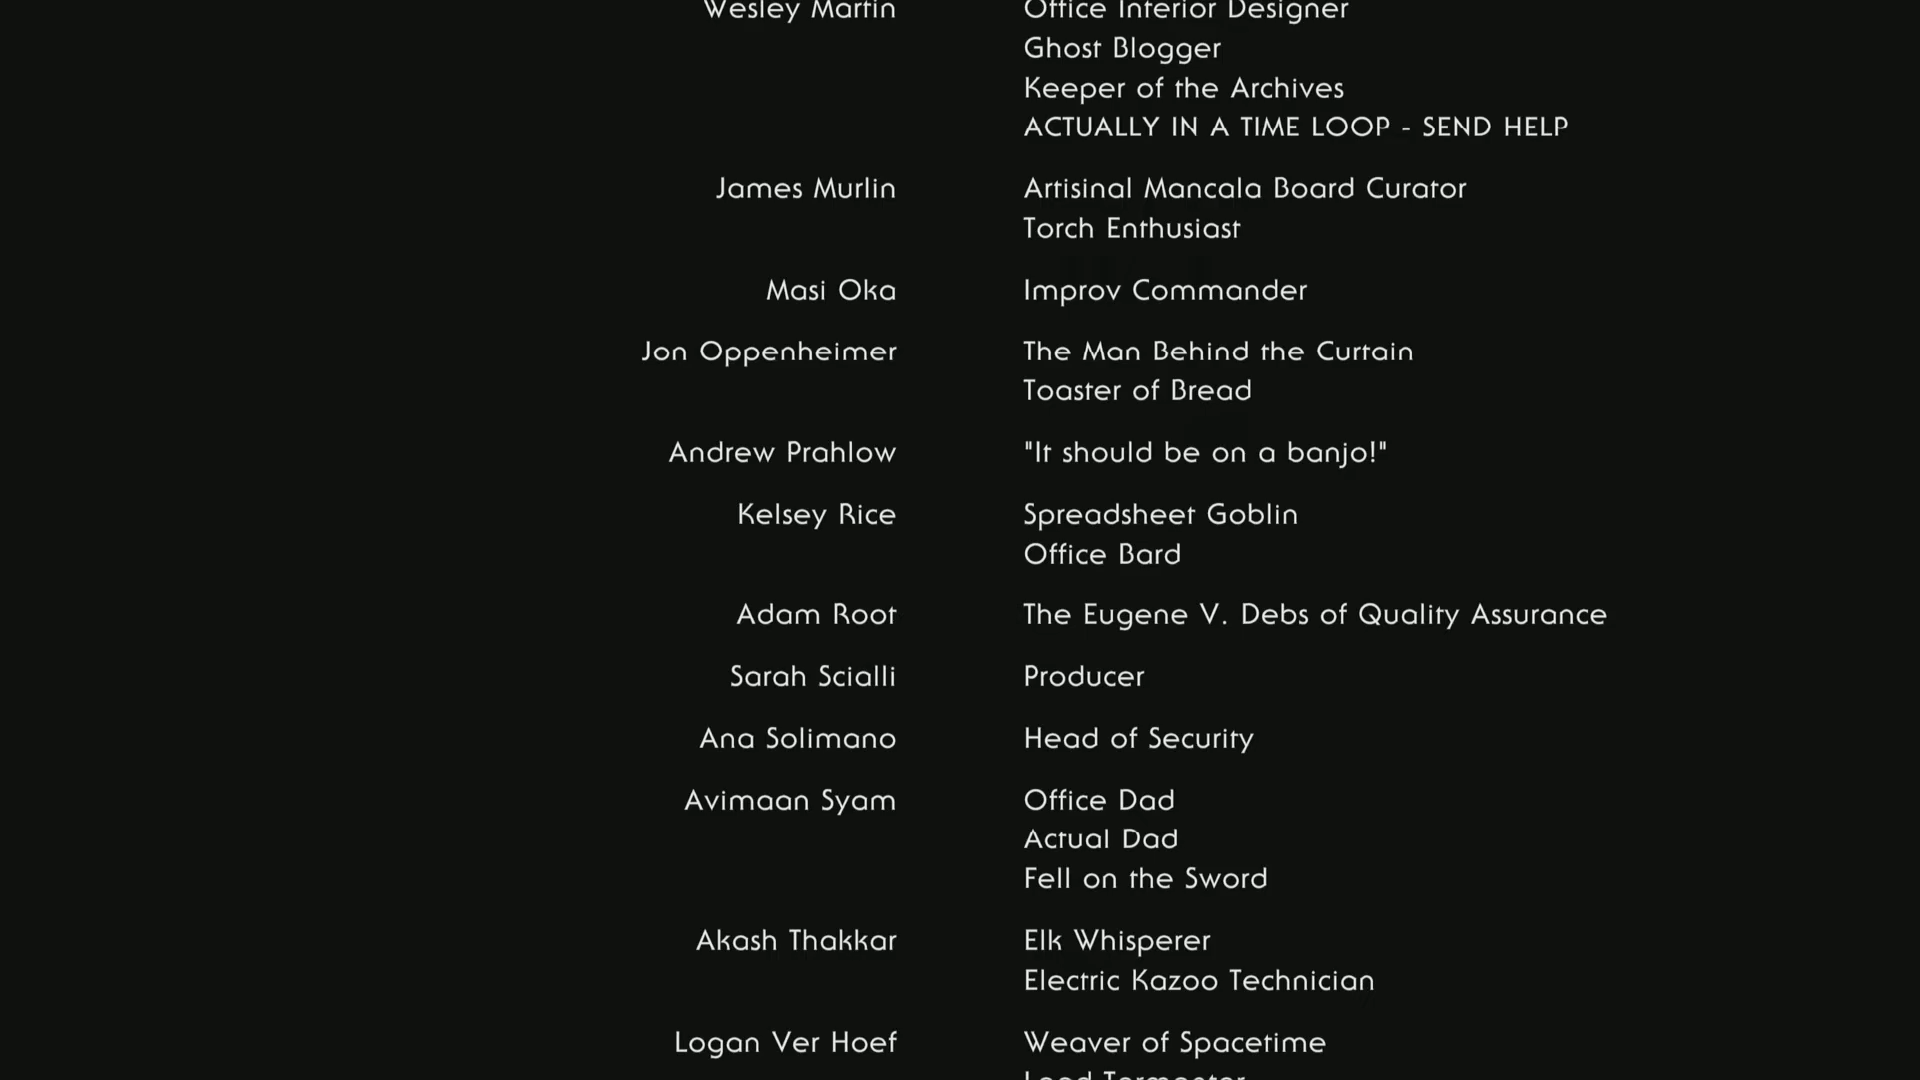 Wesley Martin Office Interior Designer
Ghost Blogger
Keeper of the Archives
ACTUALLY IN A TIME LOOP - SEND HELP
James Murlin Artisinal Mancala Board Curator
Torch Enthusiast
Masi Oka Improv Commander
Jon Oppenheimer The Man Behind the Curtain
Toaster of Bread
Andrew Prahlow "It should be on a banjo!"
Kelsey Rice Spreadsheet Goblin
Office Bard
Adam Root The Eugene V. Debs of Quality Assurance
Sarah Scialli Producer
Ana Solimano Head of Security
Avimaan Syam Office Dad
Actual Dad
Fell on the Sword
Akash Thakkar Elk Whisperer
Electric Kazoo Technician
Logan Ver Hoef Weaver of Spacetime